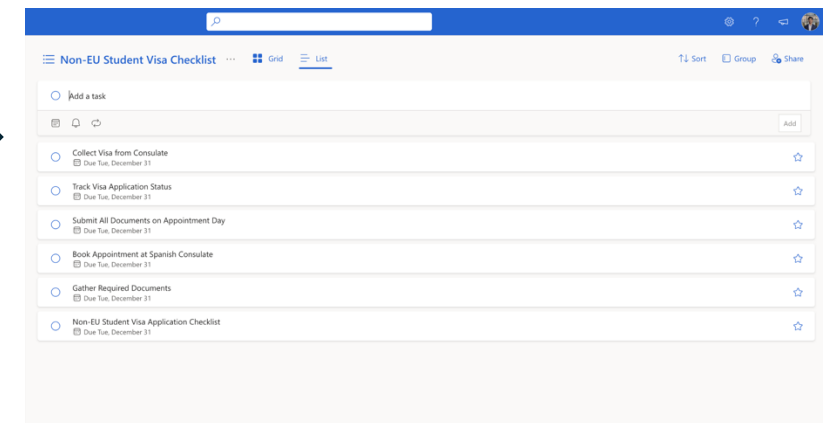 Non-EU Student Visa Checklist
Grid
List
Sort
Group
Share
Add a task
Add
Collect Visa from Consulate
Due Tue, December 31
Track Visa Application Status
Due Tue, December 31
Submit All Documents on Appointment Day
Due Tue, December 31
Book Appointment at Spanish Consulate
Due Tue, December 31
Gather Required Documents
Due Tue, December 31
Non-EU Student Visa Application Checklist
Due Tue, December 31